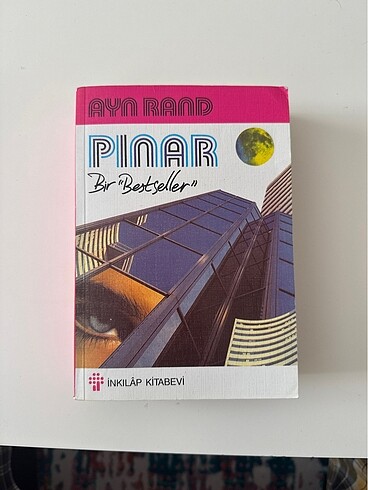 AYN RAND
PINAR
Bir "Bestseller"
İNKILÂP KİTABEVİ